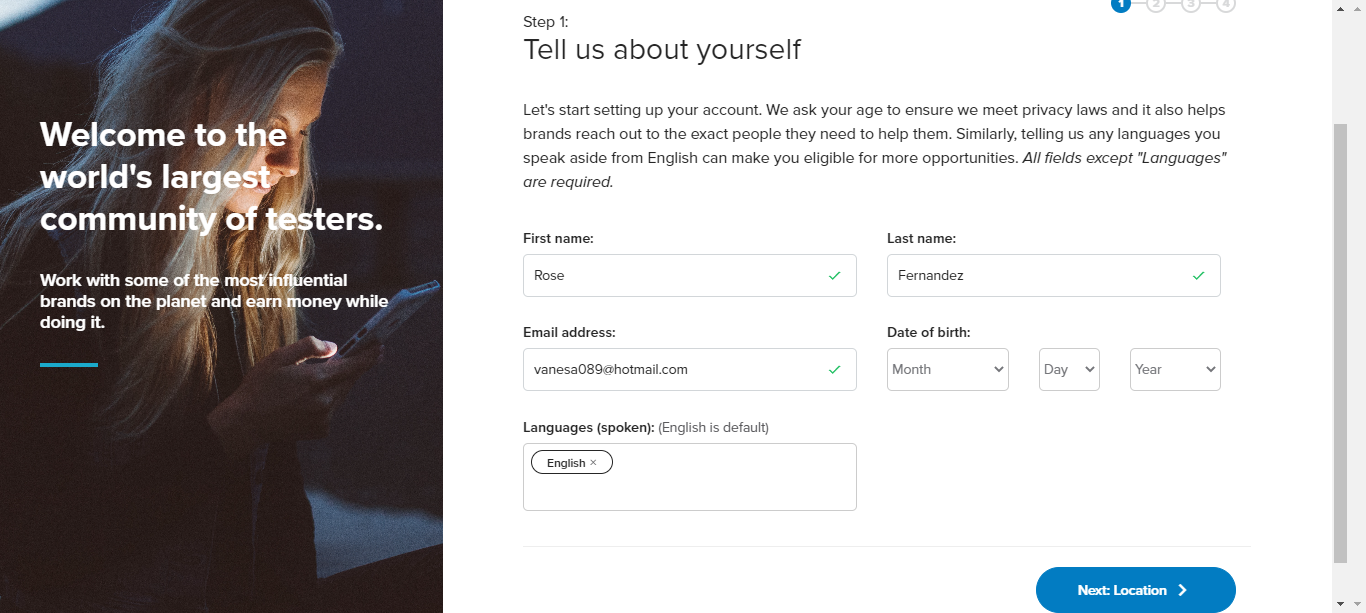 Welcome to the
world's largest
community of testers.
Work with some of the most influential
brands on the planet and earn money while
doing it.
1 2 3 4
Step 1:
Tell us about yourself
Let's start setting up your account. We ask your age to ensure we meet privacy laws and it also helps
brands reach out to the exact people they need to help them. Similarly, telling us any languages you
speak aside from English can make you eligible for more opportunities. All fields except "Languages"
are required.
First name: Last name:
Rose Fernandez
Email address: Date of birth:
vanesa089@hotmail.com Month Day Year
Languages (spoken): (English is default)
English ×
Next: Location